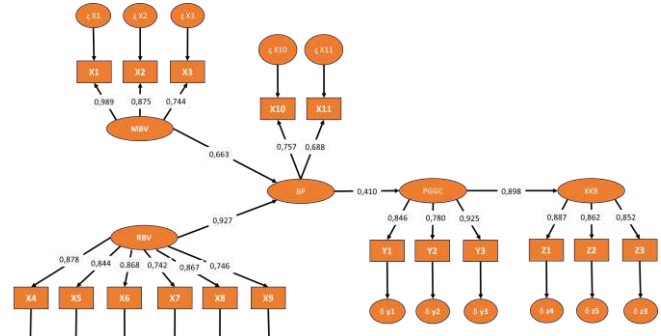 ζ X1 ζ X2 ζ X3
ζ X10 ζ X11
X1 X2 X3
X10 X11
0,989 0,875 0,744
MBV
0,757 0,688
0,663
BP 0,410 PGGC 0,898 KKB
0,927
0,846 0,780 0,925
0,887 0,862 0,852
RBV
0,878 0,844 0,868 0,742 0,867 0,746
Y1 Y2 Y3
Z1 Z2 Z3
X4 X5 X6 X7 X8 X9
δ y1 δ y2 δ y3
δ z4 δ z5 δ z3